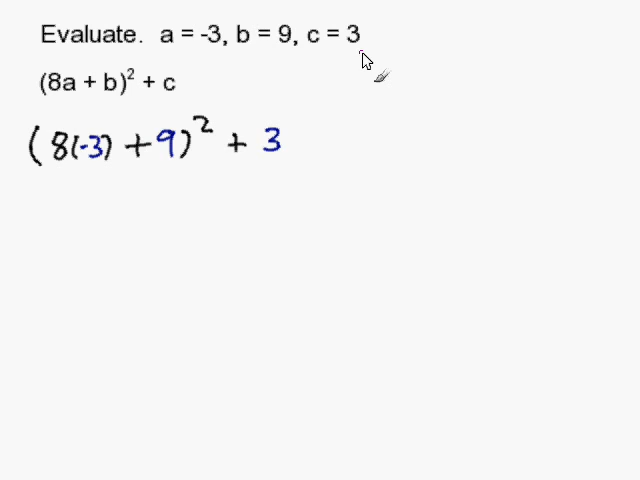 Evaluate.  a = -3, b = 9, c = 3
(8a + b)² + c
(8(-3) + 9)² + 3